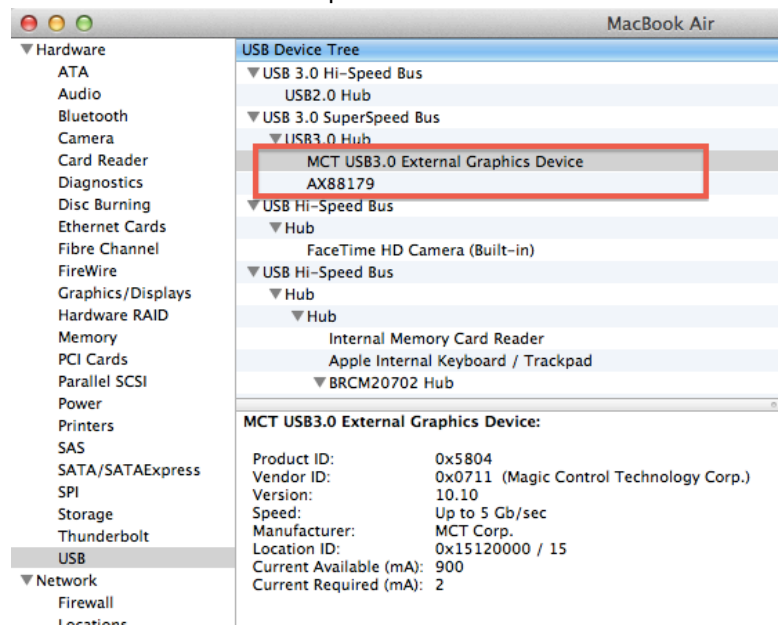 MacBook Air
Hardware
ATA
Audio
Bluetooth
Camera
Card Reader
Diagnostics
Disc Burning
Ethernet Cards
Fibre Channel
FireWire
Graphics/Displays
Hardware RAID
Memory
PCI Cards
Parallel SCSI
Power
Printers
SAS
SATA/SATAExpress
SPI
Storage
Thunderbolt
USB
Network
Firewall
Locations
USB Device Tree
USB 3.0 Hi-Speed Bus
USB2.0 Hub
USB 3.0 SuperSpeed Bus
USB3.0 Hub
MCT USB3.0 External Graphics Device
AX88179
USB Hi-Speed Bus
Hub
FaceTime HD Camera (Built-in)
USB Hi-Speed Bus
Hub
Hub
Internal Memory Card Reader
Apple Internal Keyboard / Trackpad
BRCM20702 Hub
MCT USB3.0 External Graphics Device:
Product ID: 0x5804
Vendor ID: 0x0711 (Magic Control Technology Corp.)
Version: 10.10
Speed: Up to 5 Gb/sec
Manufacturer: MCT Corp.
Location ID: 0x15120000 / 15
Current Available (mA): 900
Current Required (mA): 2